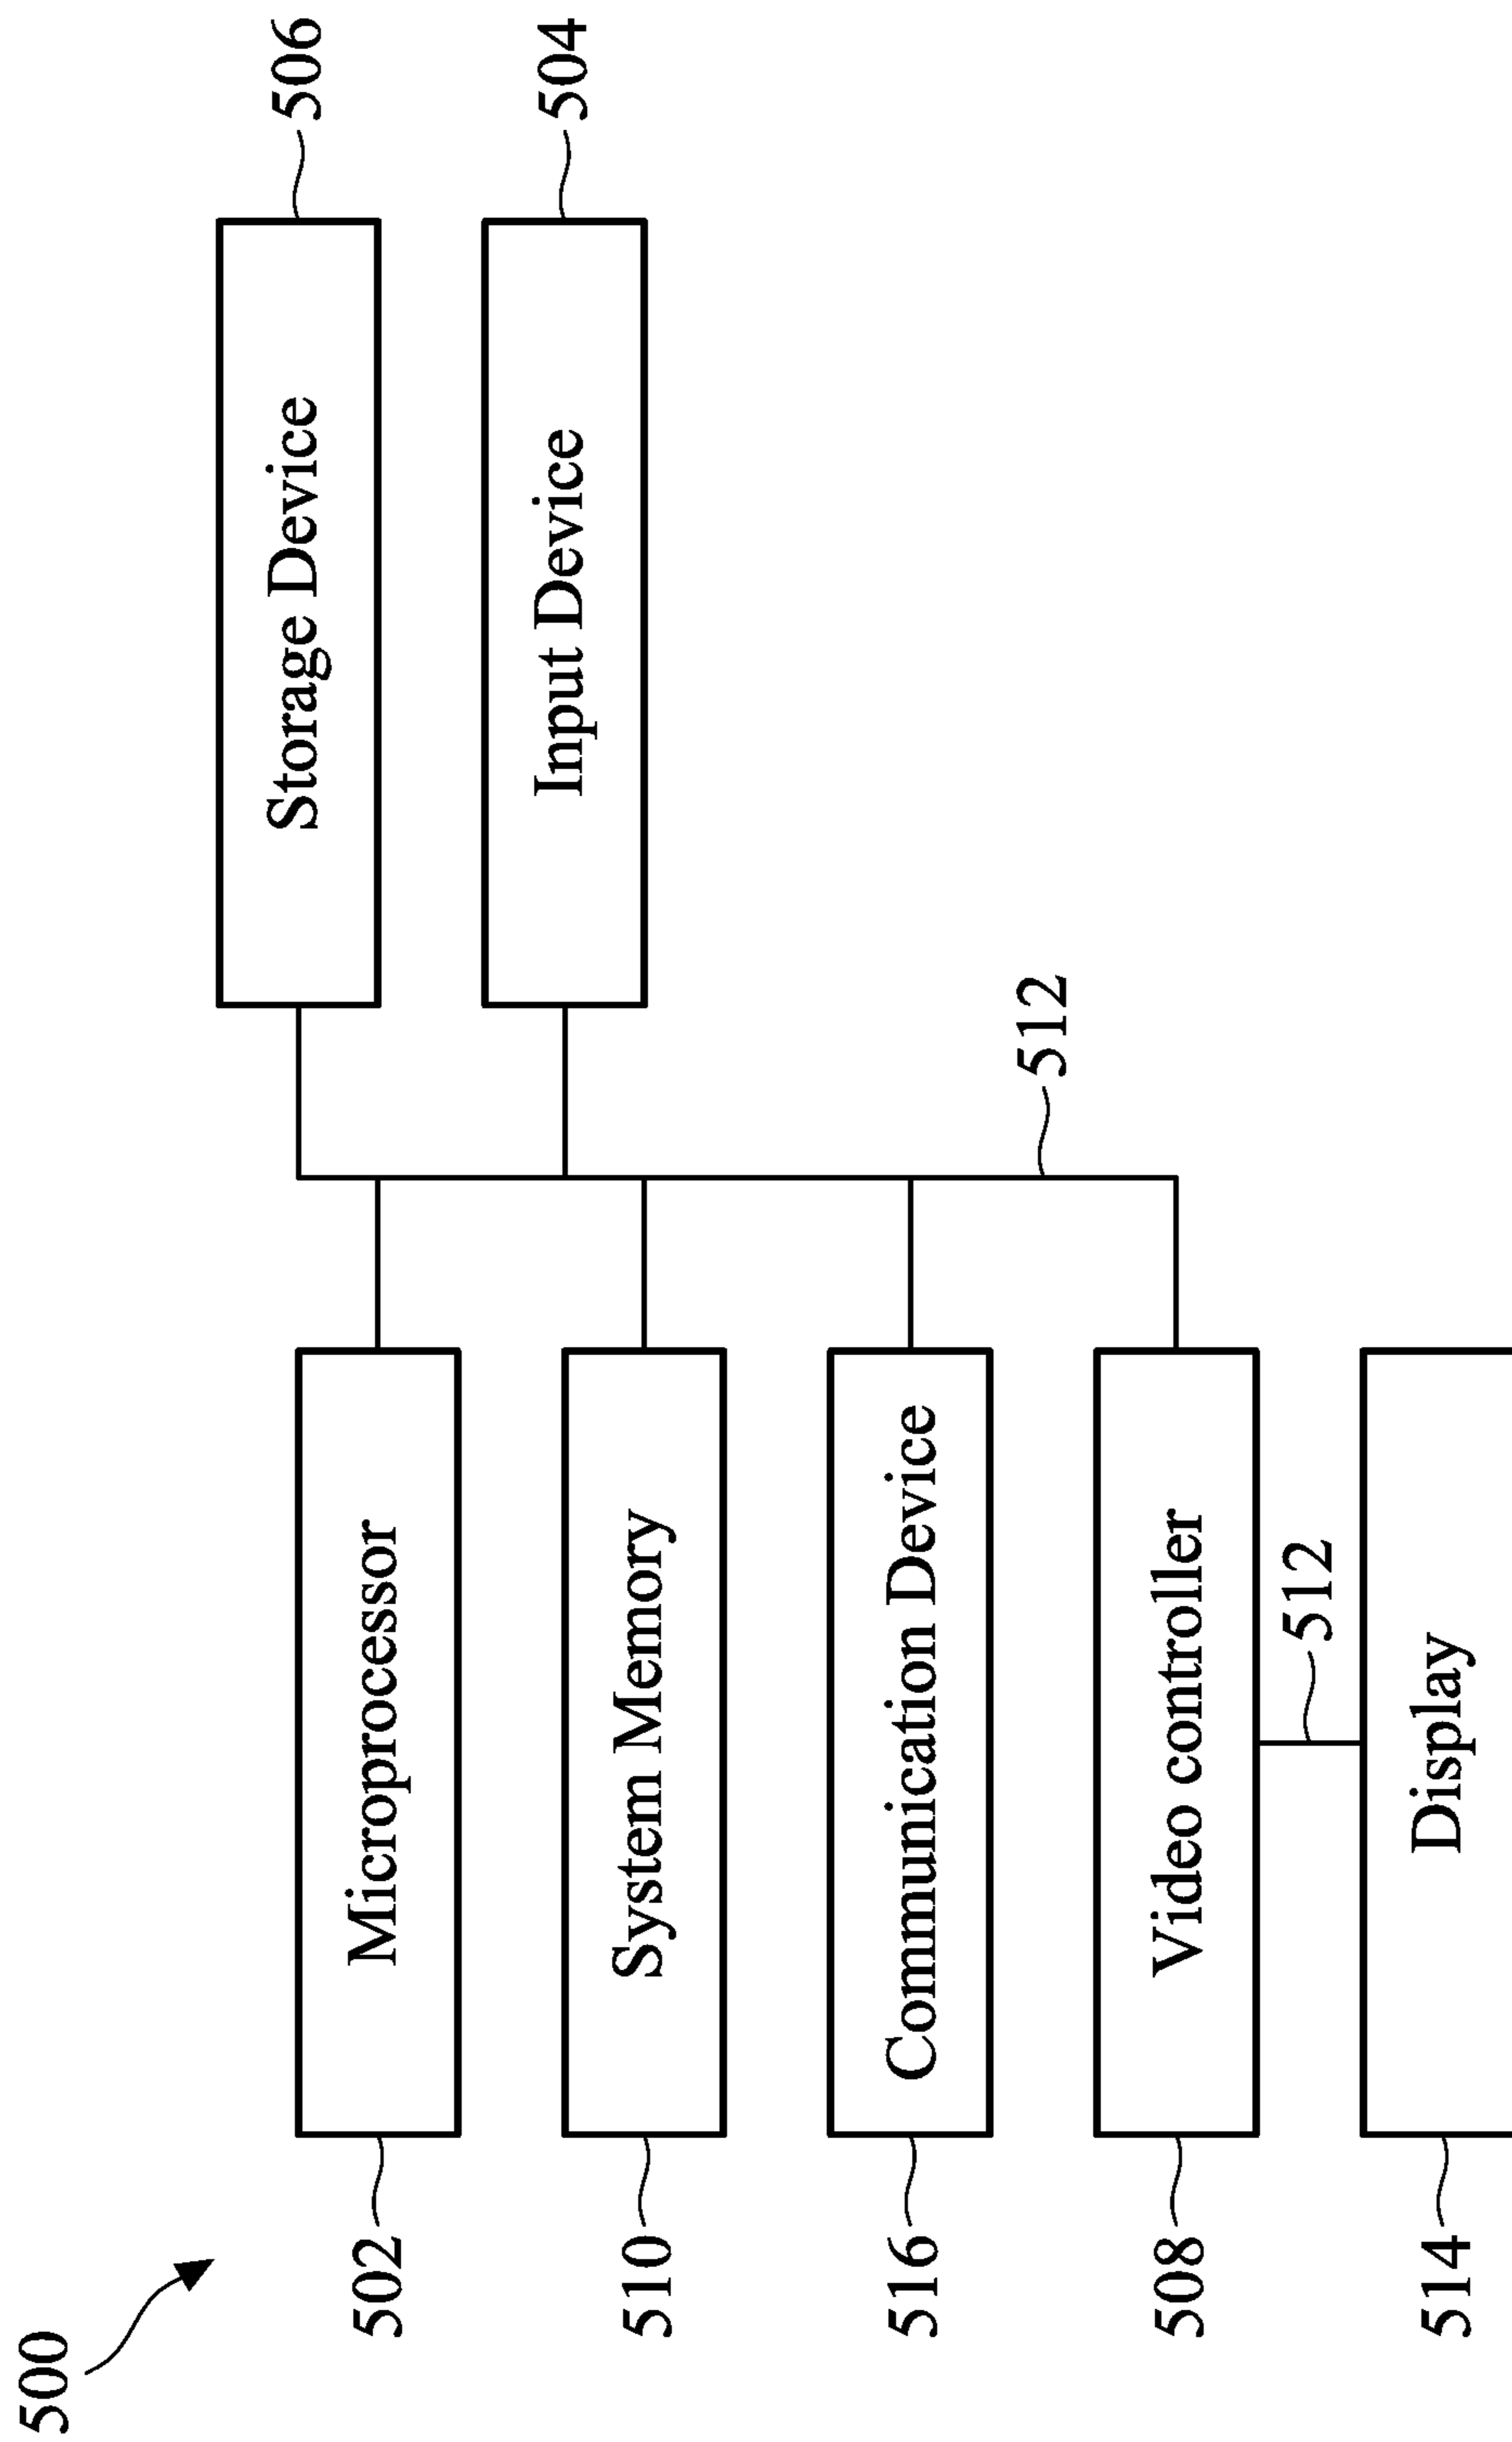 500
502
Microprocessor
Storage Device
506
510
System Memory
Input Device
504
516
Communication Device
512
508
Video controller
512
514
Display